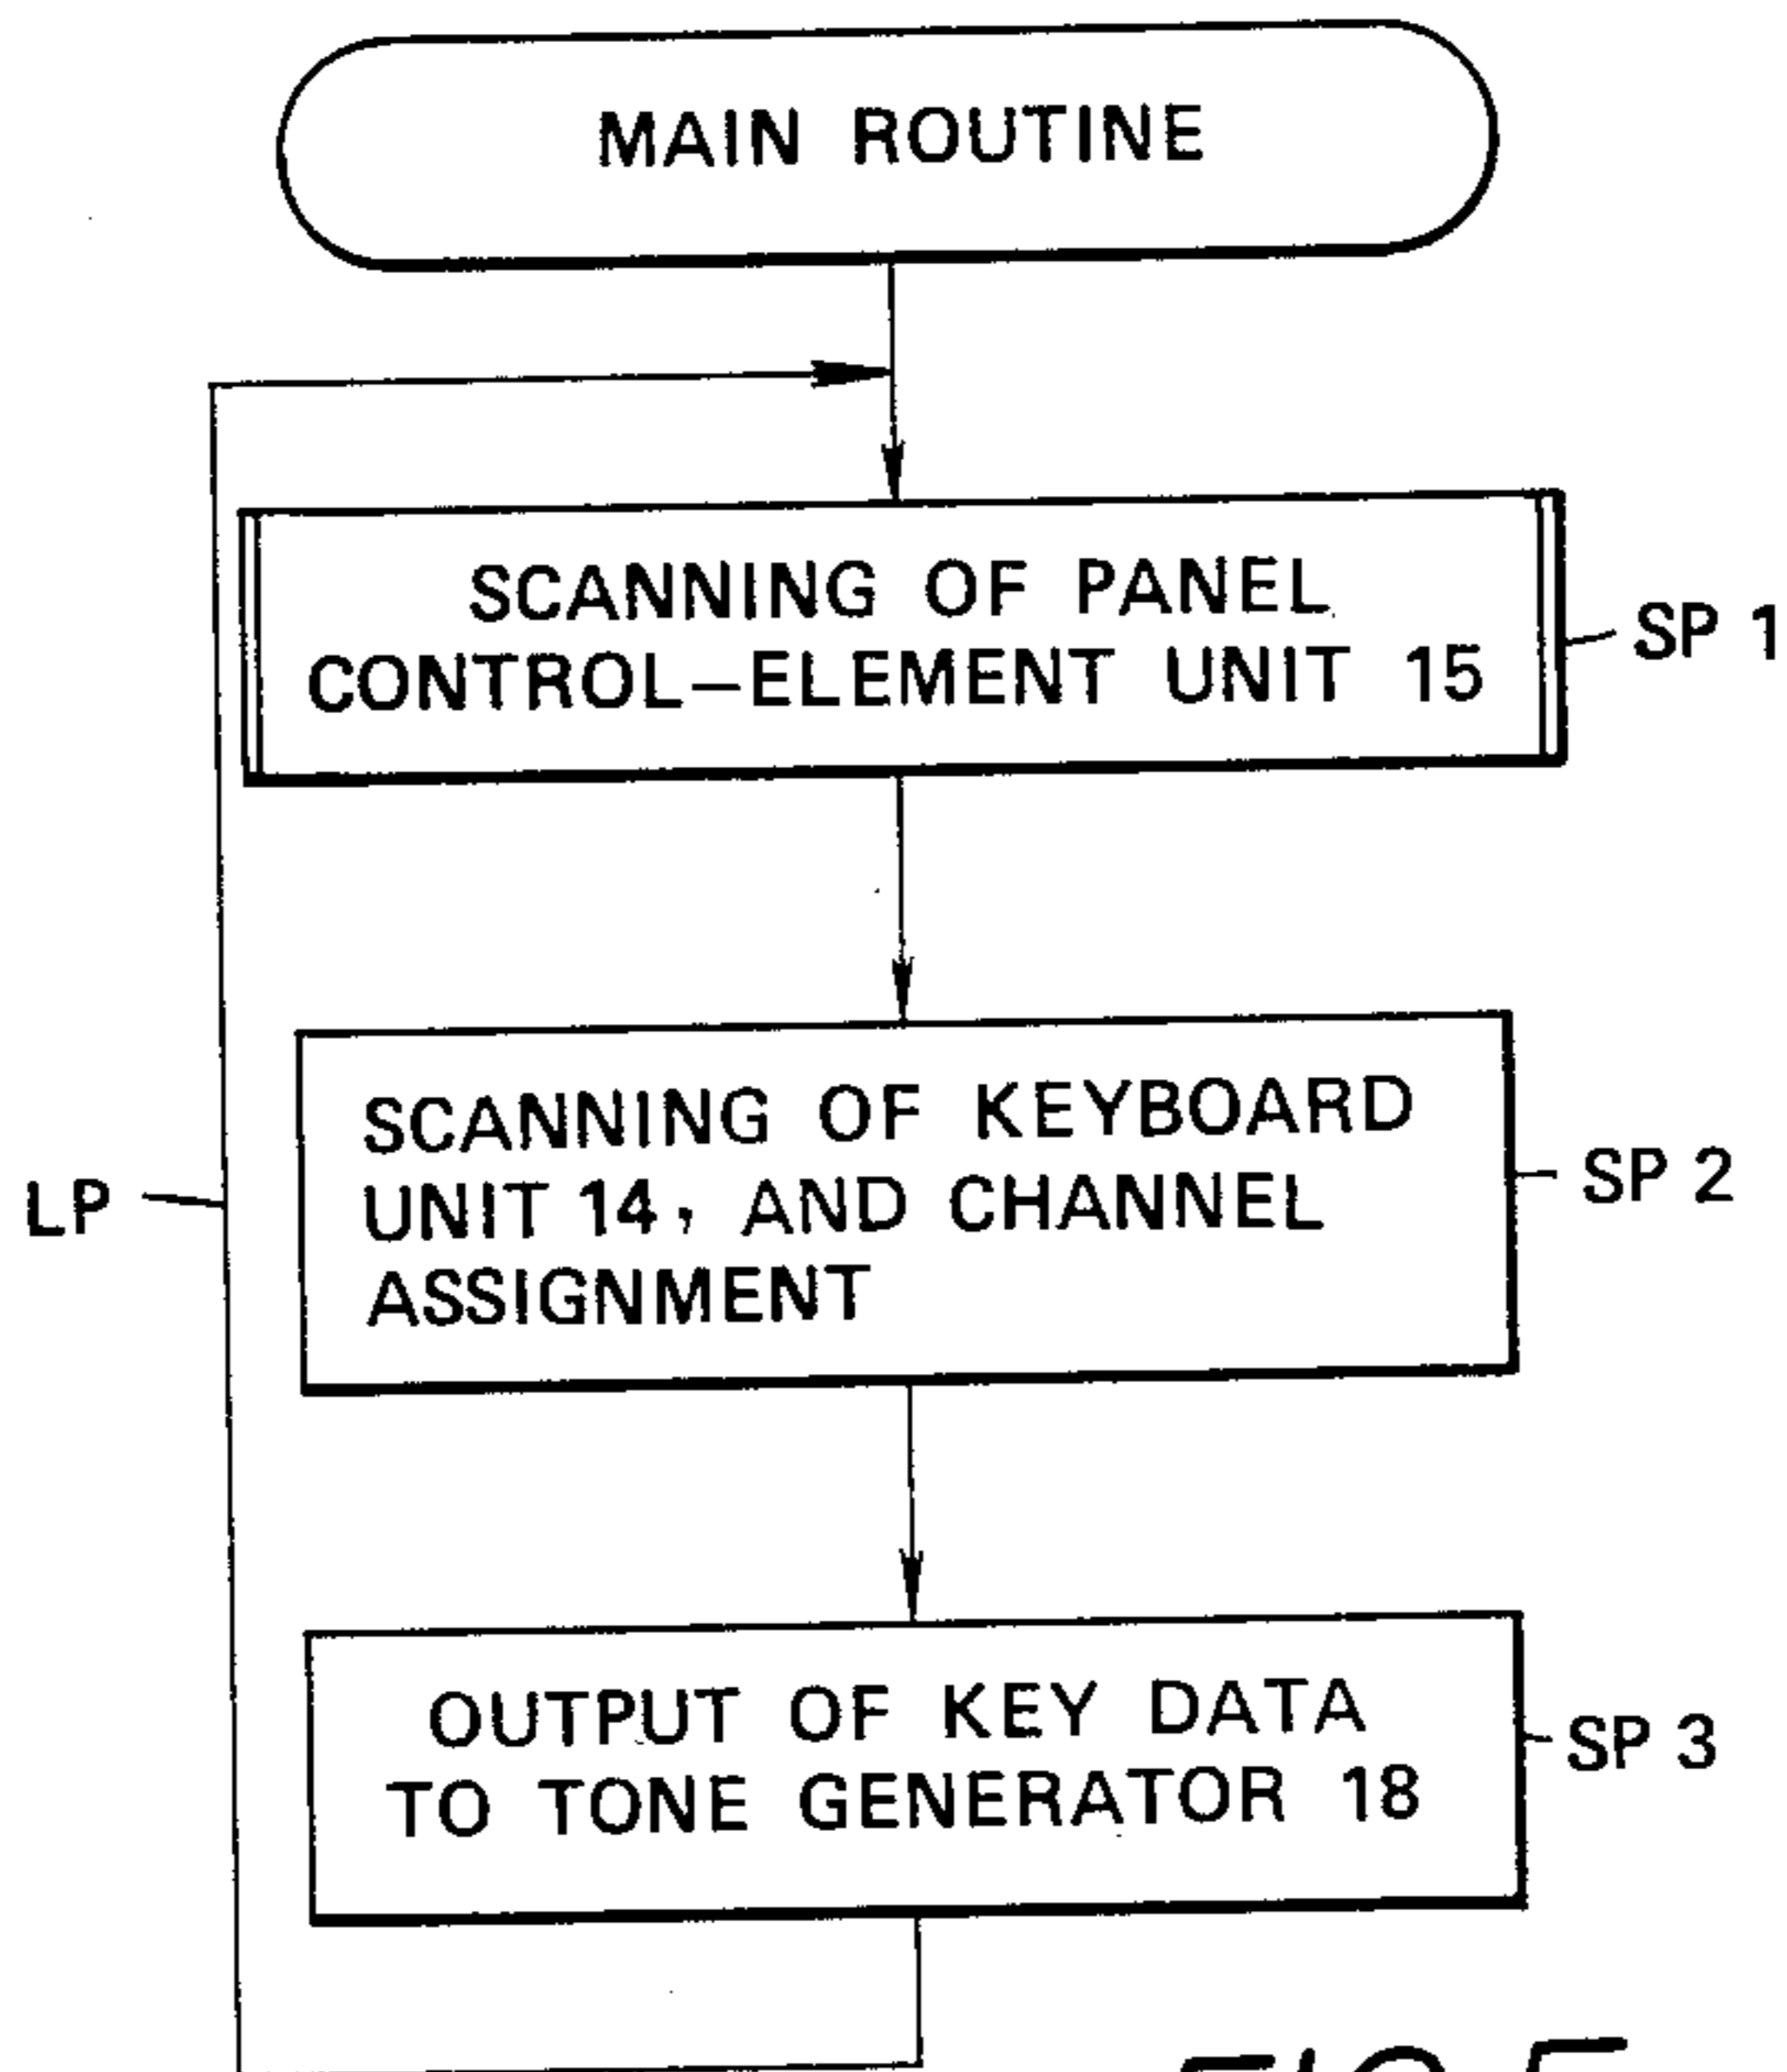 MAIN ROUTINE
SCANNING OF PANEL
CONTROL–ELEMENT UNIT 15
SP 1
SCANNING OF KEYBOARD
UNIT 14, AND CHANNEL
ASSIGNMENT
SP 2
LP
OUTPUT OF KEY DATA
TO TONE GENERATOR 18
SP 3